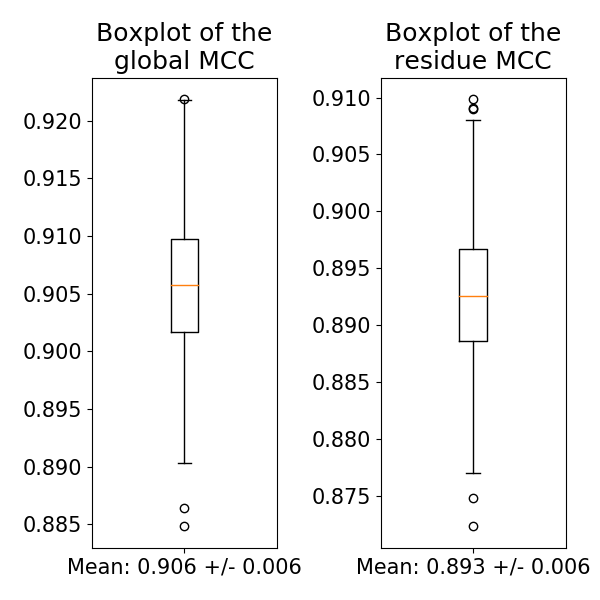 Boxplot of the
global MCC
0.920
0.915
0.910
0.905
0.900
0.895
0.890
0.885
Mean: 0.906 +/- 0.006
Boxplot of the
residue MCC
0.910
0.905
0.900
0.895
0.890
0.885
0.880
0.875
Mean: 0.893 +/- 0.006